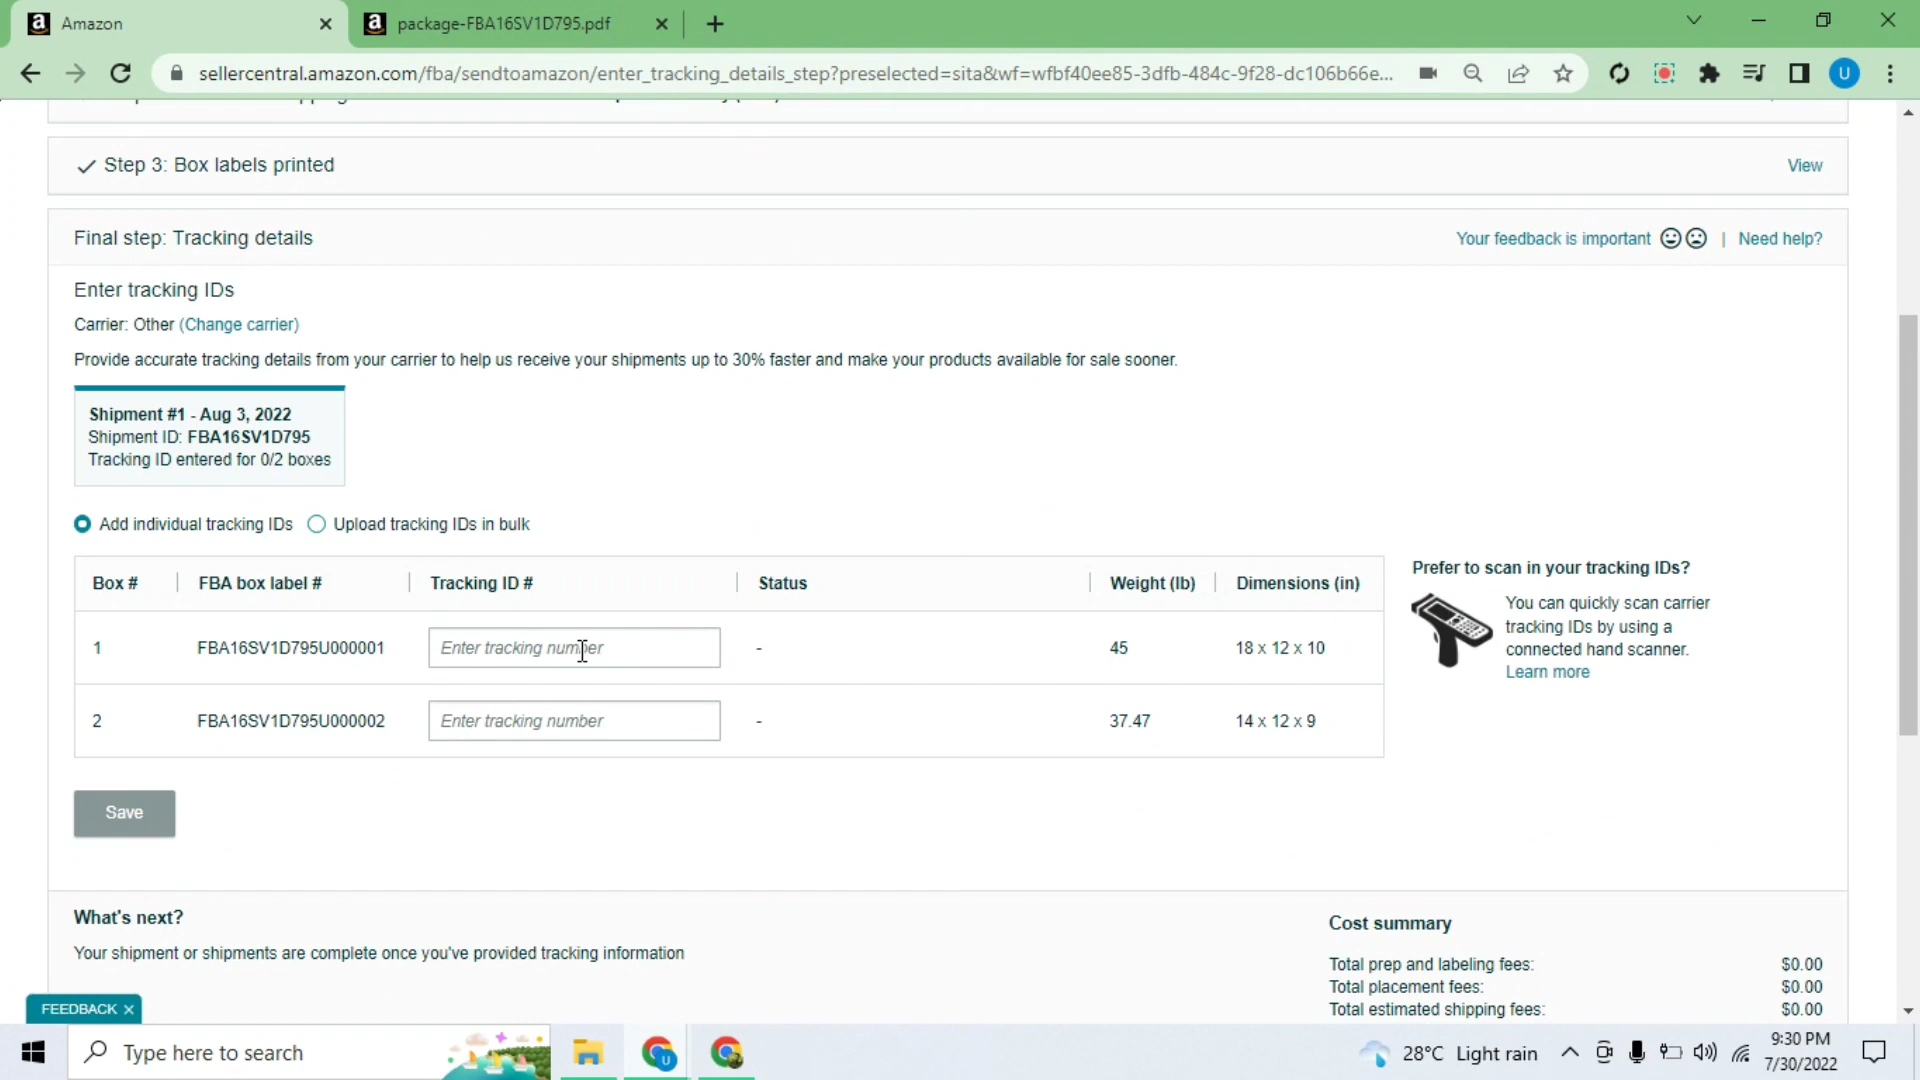 Amazon
package-FBA16SV1D795.pdf
sellercentral.amazon.com/fba/sendtoamazon/enter_tracking_details_step?preselected=sita&wf=wfbf40ee85-3dfb-484c-9f28-dc106b66e...
U
Step 3: Box labels printed
View
Final step: Tracking details
Your feedback is important | Need help?
Enter tracking IDs
Carrier: Other (Change carrier)
Provide accurate tracking details from your carrier to help us receive your shipments up to 30% faster and make your products available for sale sooner.
Shipment #1 - Aug 3, 2022
Shipment ID: FBA16SV1D795
Tracking ID entered for 0/2 boxes
Add individual tracking IDs Upload tracking IDs in bulk
Box # FBA box label # Tracking ID # Status Weight (lb) Dimensions (in)
1 FBA16SV1D795U000001 Enter tracking number - 45 18 x 12 x 10
2 FBA16SV1D795U000002 Enter tracking number - 37.47 14 x 12 x 9
Prefer to scan in your tracking IDs?
You can quickly scan carrier
tracking IDs by using a
connected hand scanner.
Learn more
Save
What's next?
Your shipment or shipments are complete once you've provided tracking information
Cost summary
Total prep and labeling fees: $0.00
Total placement fees: $0.00
Total estimated shipping fees: $0.00
FEEDBACK ×
Type here to search
28°C Light rain
9:30 PM
7/30/2022